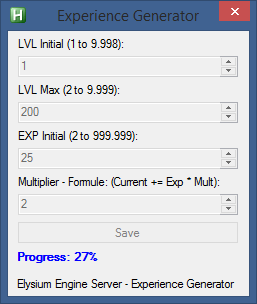 Experience Generator
LVL Initial (1 to 9.998):
1
LVL Max (2 to 9.999):
200
EXP Initial (2 to 999.999):
25
Multiplier - Formule: (Current += Exp * Mult):
2
Save
Progress: 27%
Elysium Engine Server - Experience Generator